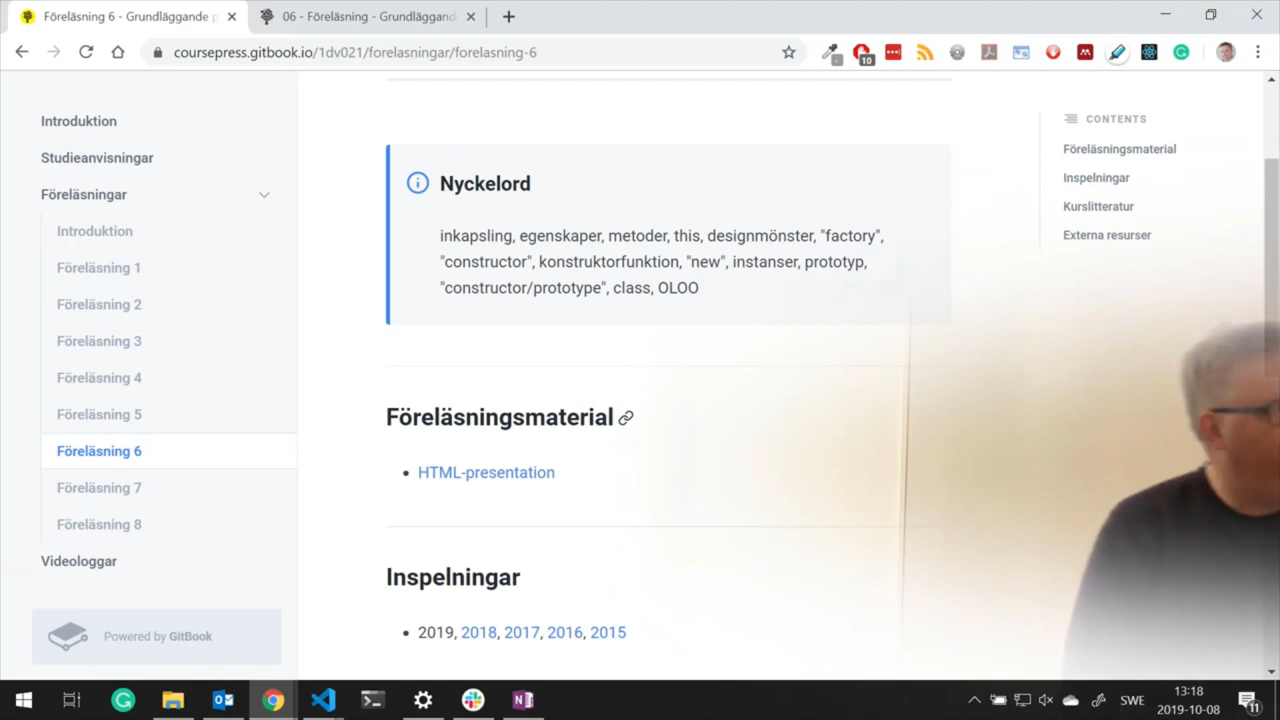 Föreläsning 6 - Grundläggande p
06 - Föreläsning - Grundläggand
coursepress.gitbook.io/1dv021/forelasningar/forelasning-6
10
Introduktion
Studieanvisningar
Föreläsningar
Introduktion
Föreläsning 1
Föreläsning 2
Föreläsning 3
Föreläsning 4
Föreläsning 5
Föreläsning 6
Föreläsning 7
Föreläsning 8
Videologgar
Powered by GitBook
Nyckelord
inkapsling, egenskaper, metoder, this, designmönster, "factory",
"constructor", konstruktorfunktion, "new", instanser, prototyp,
"constructor/prototype", class, OLOO
Föreläsningsmaterial
• HTML-presentation
Inspelningar
• 2019, 2018, 2017, 2016, 2015
CONTENTS
Föreläsningsmaterial
Inspelningar
Kurslitteratur
Externa resurser
SWE
13:18
2019-10-08
11